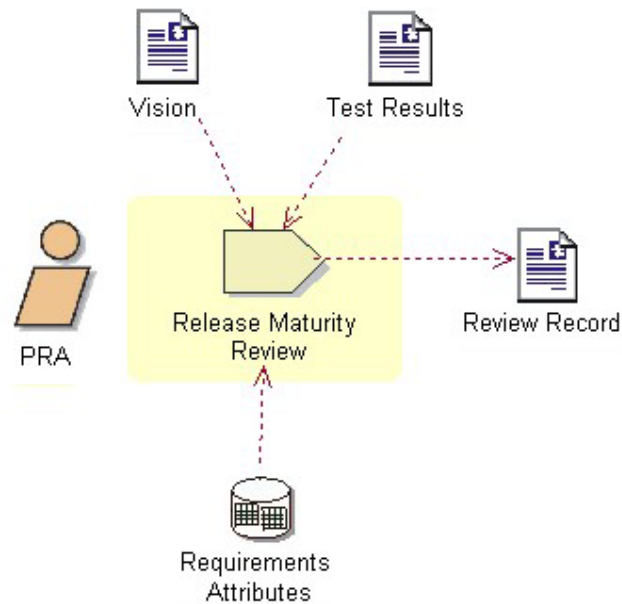 Vision
Test Results
PRA
Release Maturity
Review
Review Record
Requirements
Attributes